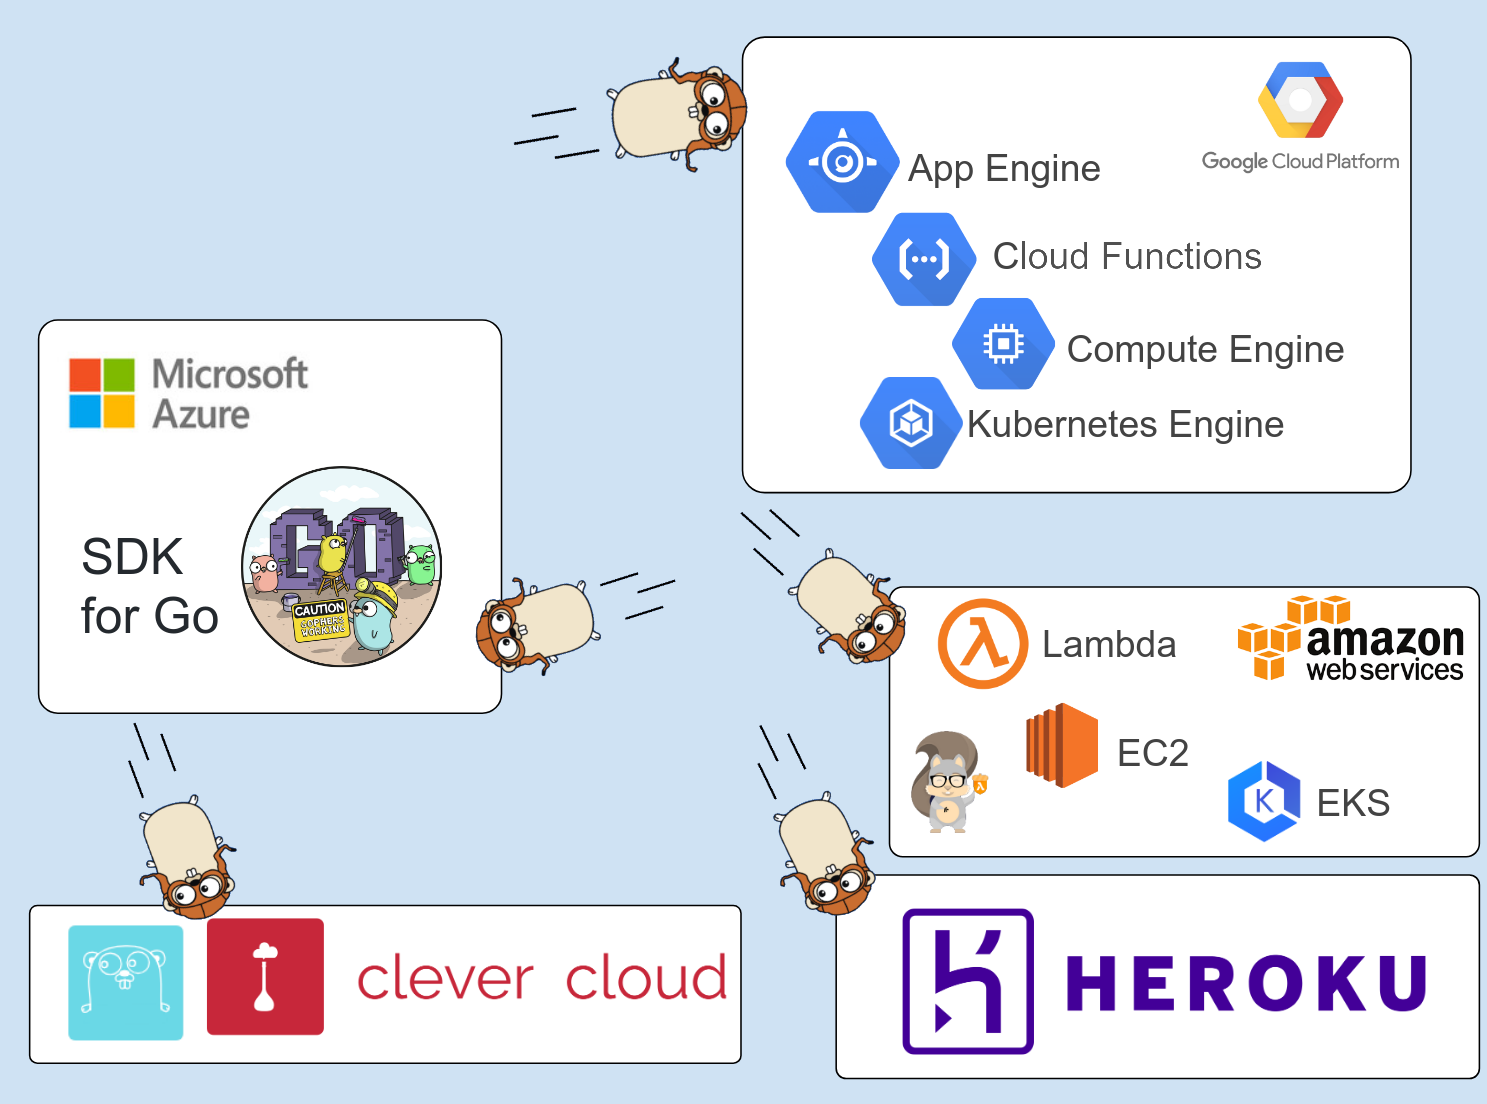 Google Cloud Platform
App Engine
Cloud Functions
Compute Engine
Kubernetes Engine
Microsoft
Azure
SDK
for Go
GO
CAUTION
GOPHERS
WORKING
Lambda
amazon
web services
EC2
EKS
clever cloud
HEROKU